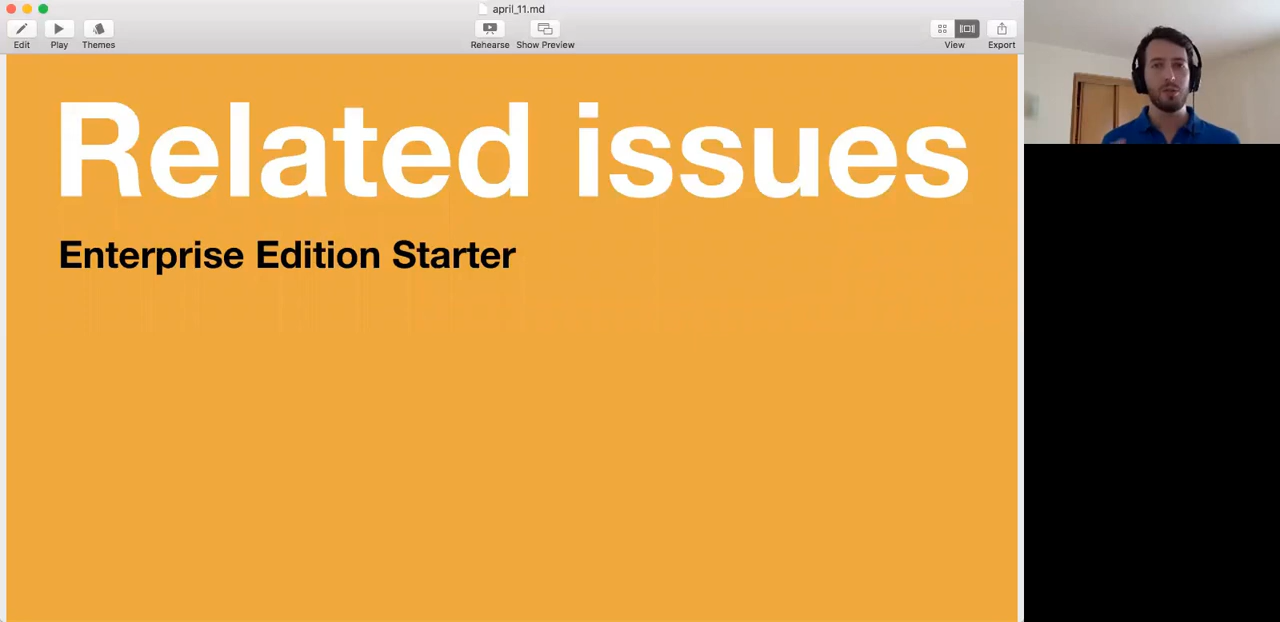 april_11.md
Edit
Play
Themes
Rehearse
Show Preview
View
Export
Related issues
Enterprise Edition Starter